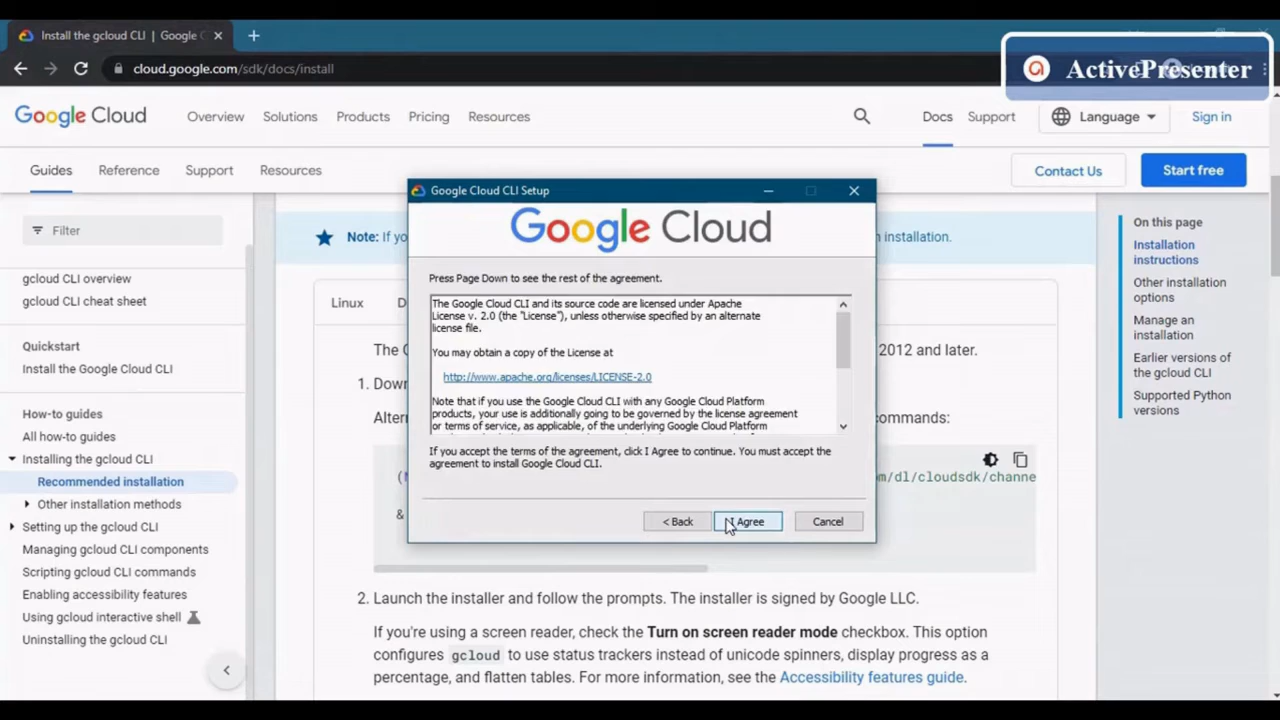 Install the gcloud CLI | Google C
ActivePresenter
cloud.google.com/sdk/docs/install
Google Cloud
Overview
Solutions
Products
Pricing
Resources
Docs
Support
Language
Sign in
Guides
Reference
Support
Resources
Contact Us
Start free
Filter
gcloud CLI overview
gcloud CLI cheat sheet
Quickstart
Install the Google Cloud CLI
How-to guides
All how-to guides
Installing the gcloud CLI
Recommended installation
Other installation methods
Setting up the gcloud CLI
Managing gcloud CLI components
Scripting gcloud CLI commands
Enabling accessibility features
Using gcloud interactive shell
Uninstalling the gcloud CLI
Note: If yo
installation.
Linux
The
2012 and later.
1. Down
Alter
commands:
m/dl/cloudsdk/channe
&
2. Launch the installer and follow the prompts. The installer is signed by Google LLC.
If you're using a screen reader, check the Turn on screen reader mode checkbox. This option
configures gcloud to use status trackers instead of unicode spinners, display progress as a
percentage, and flatten tables. For more information, see the Accessibility features guide.
Google Cloud CLI Setup
Google Cloud
Press Page Down to see the rest of the agreement.
The Google Cloud CLI and its source code are licensed under Apache
License v. 2.0 (the "License"), unless otherwise specified by an alternate
license file.
You may obtain a copy of the License at
http://www.apache.org/licenses/LICENSE-2.0
Note that if you use the Google Cloud CLI with any Google Cloud Platform
products, your use is additionally going to be governed by the license agreement
or terms of service, as applicable, of the underlying Google Cloud Platform
If you accept the terms of the agreement, click I Agree to continue. You must accept the
agreement to install Google Cloud CLI.
< Back
I Agree
Cancel
On this page
Installation
instructions
Other installation
options
Manage an
installation
Earlier versions of
the gcloud CLI
Supported Python
versions